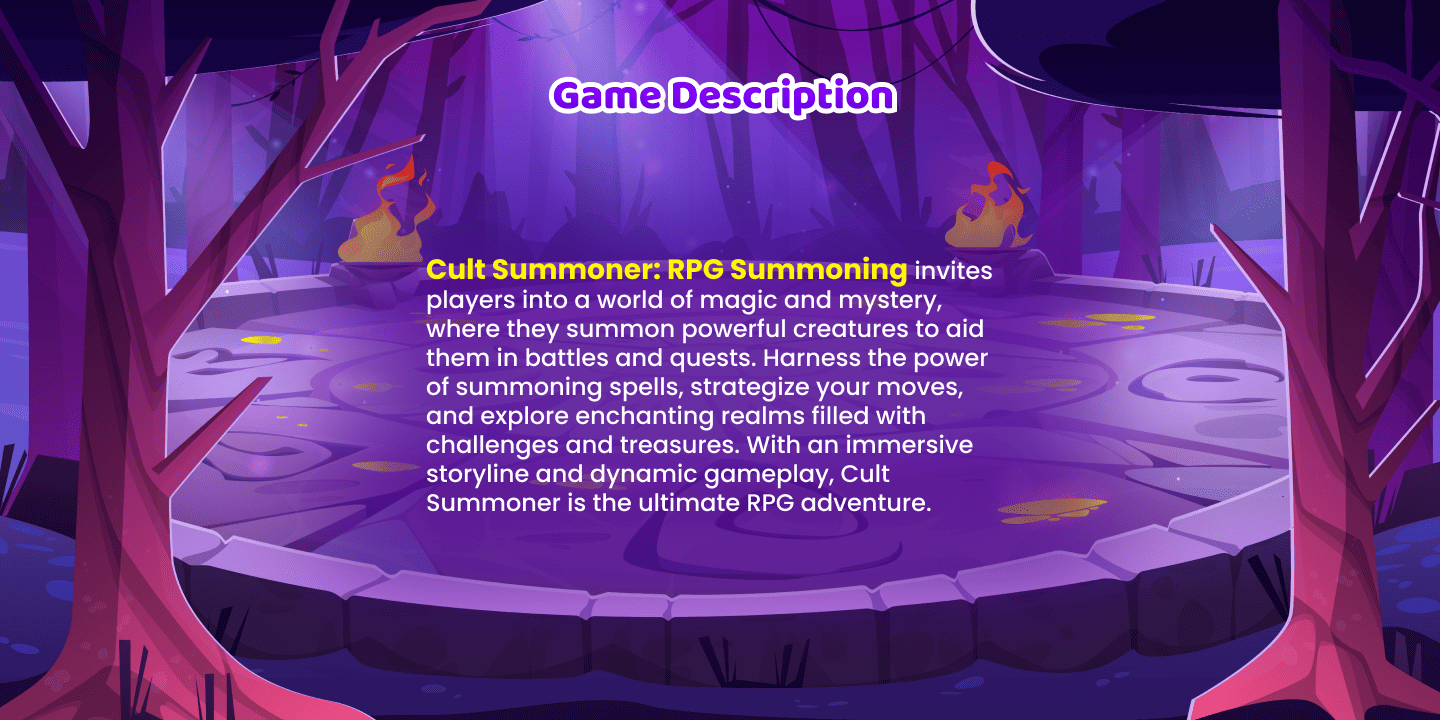 Game Description
Cult Summoner: RPG Summoning invites
players into a world of magic and mystery,
where they summon powerful creatures to aid
them in battles and quests. Harness the power
of summoning spells, strategize your moves,
and explore enchanting realms filled with
challenges and treasures. With an immersive
storyline and dynamic gameplay, Cult
Summoner is the ultimate RPG adventure.